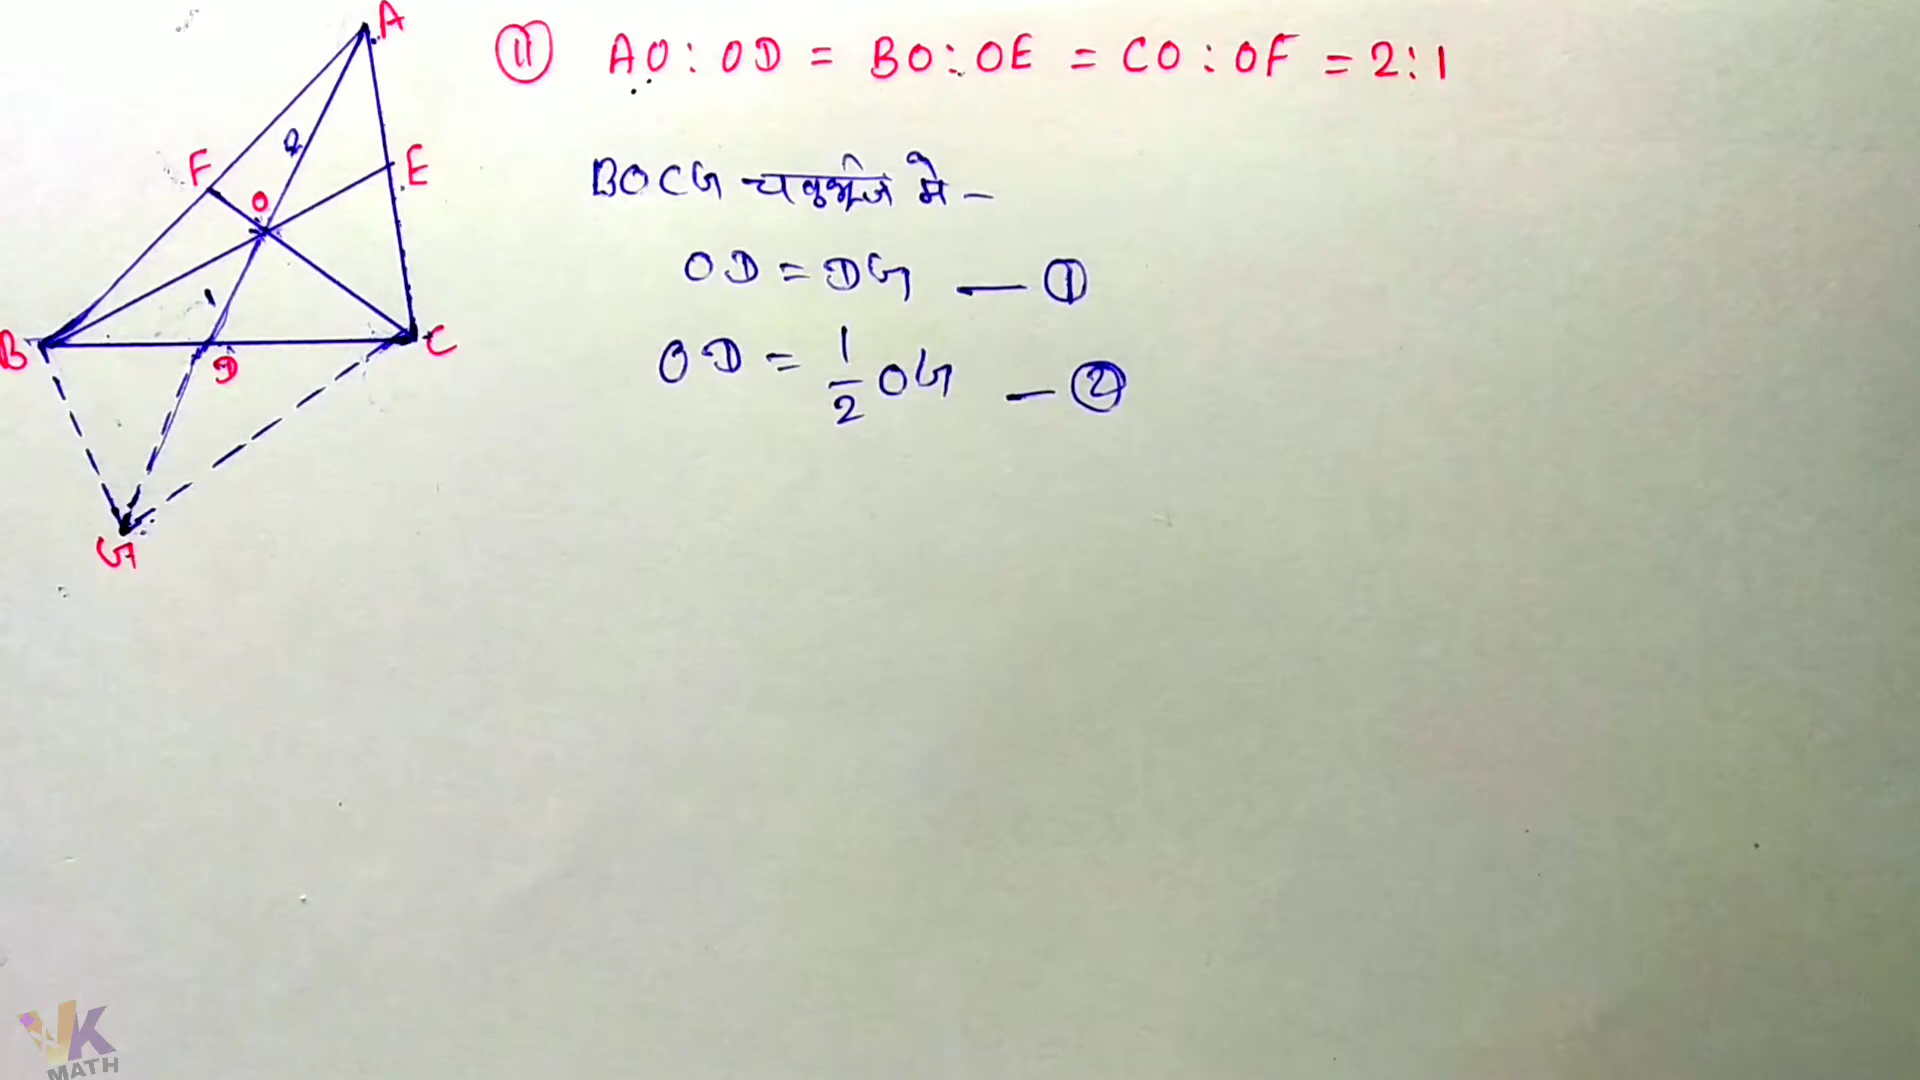 A
F
2
E
O
1
B
D
C
G
(11) AO : OD = BO : OE = CO : OF = 2 : 1
BOCG चतुर्भुज में -
OD = DG — (1)
OD = 1/2 OG — (2)
VK
MATH